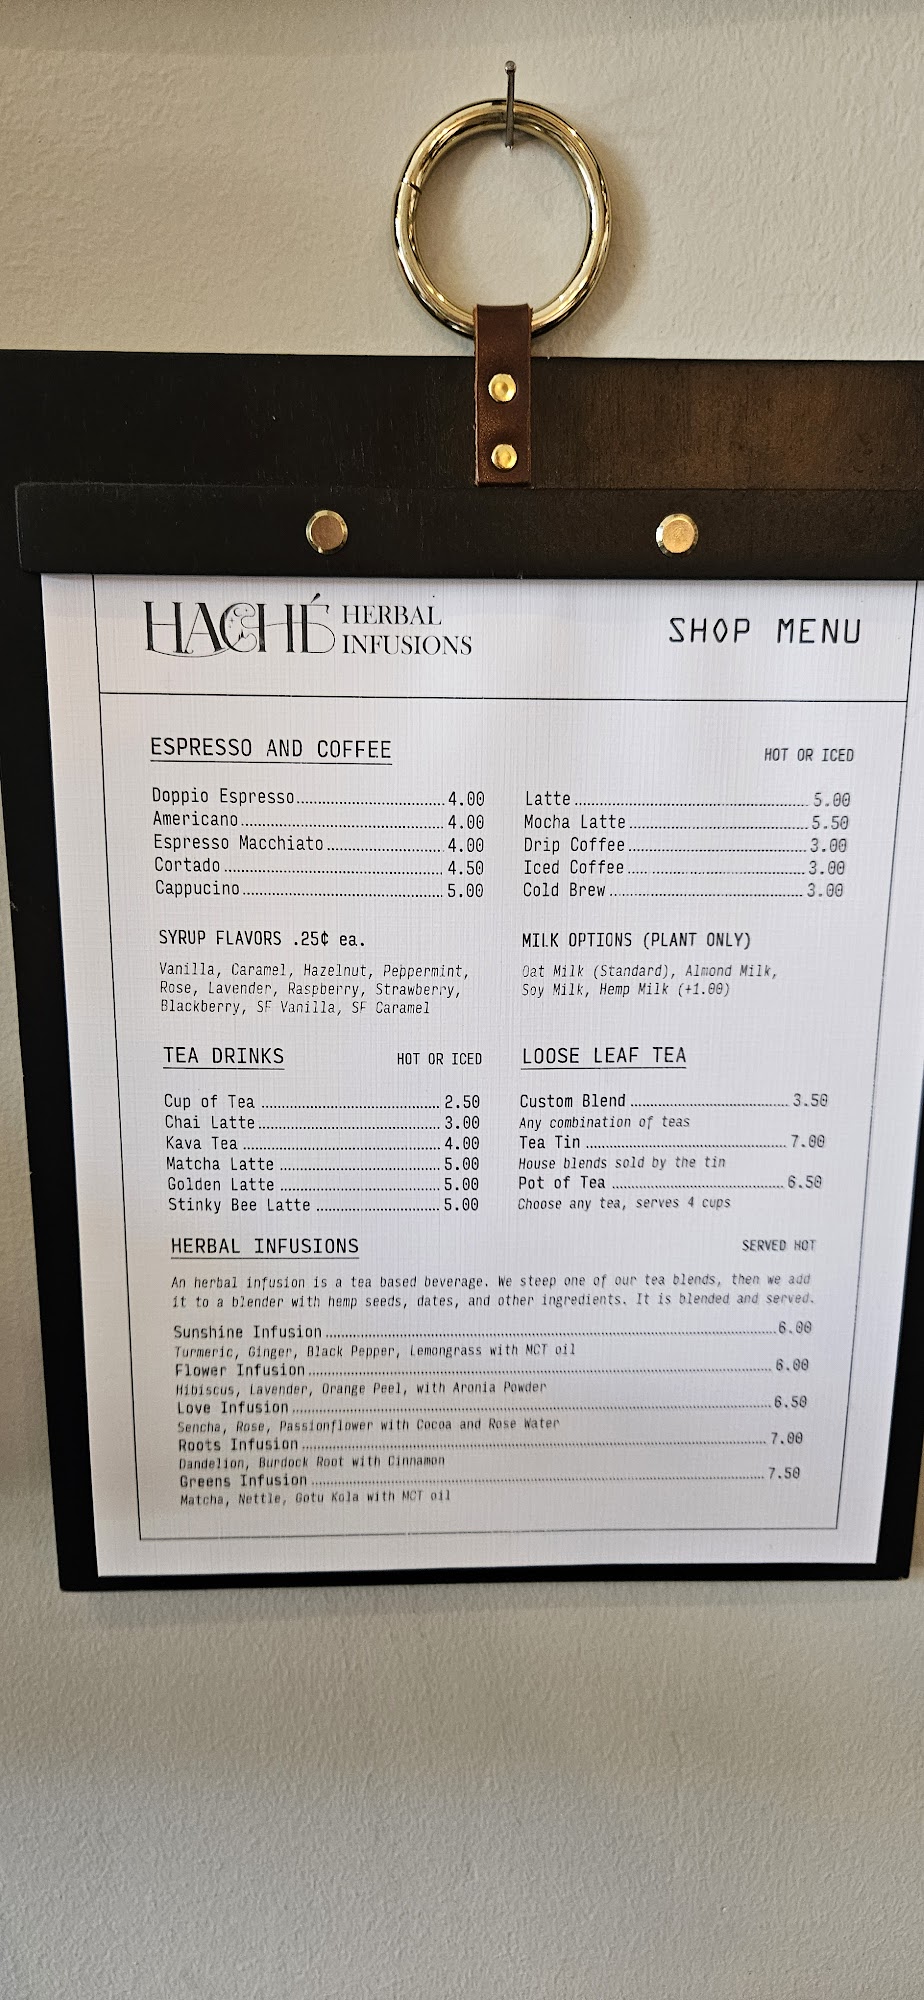 HACHÉ HERBAL INFUSIONS
SHOP MENU
ESPRESSO AND COFFEE
HOT OR ICED
Doppio Espresso 4.00
Americano 4.00
Espresso Macchiato 4.00
Cortado 4.50
Cappucino 5.00
Latte 5.00
Mocha Latte 5.50
Drip Coffee 3.00
Iced Coffee 3.00
Cold Brew 3.00
SYRUP FLAVORS .25¢ ea.
Vanilla, Caramel, Hazelnut, Peppermint,
Rose, Lavender, Raspberry, Strawberry,
Blackberry, SF Vanilla, SF Caramel
MILK OPTIONS (PLANT ONLY)
Oat Milk (Standard), Almond Milk,
Soy Milk, Hemp Milk (+1.00)
TEA DRINKS
HOT OR ICED
Cup of Tea 2.50
Chai Latte 3.00
Kava Tea 4.00
Matcha Latte 5.00
Golden Latte 5.00
Stinky Bee Latte 5.00
LOOSE LEAF TEA
Custom Blend 3.50
Any combination of teas
Tea Tin 7.00
House blends sold by the tin
Pot of Tea 6.50
Choose any tea, serves 4 cups
HERBAL INFUSIONS
SERVED HOT
An herbal infusion is a tea based beverage. We steep one of our tea blends, then we add
it to a blender with hemp seeds, dates, and other ingredients. It is blended and served.
Sunshine Infusion 6.00
Turmeric, Ginger, Black Pepper, Lemongrass with MCT oil
Flower Infusion 6.00
Hibiscus, Lavender, Orange Peel, with Aronia Powder
Love Infusion 6.50
Sencha, Rose, Passionflower with Cocoa and Rose Water
Roots Infusion 7.00
Dandelion, Burdock Root with Cinnamon
Greens Infusion 7.50
Matcha, Nettle, Gotu Kola with MCT oil